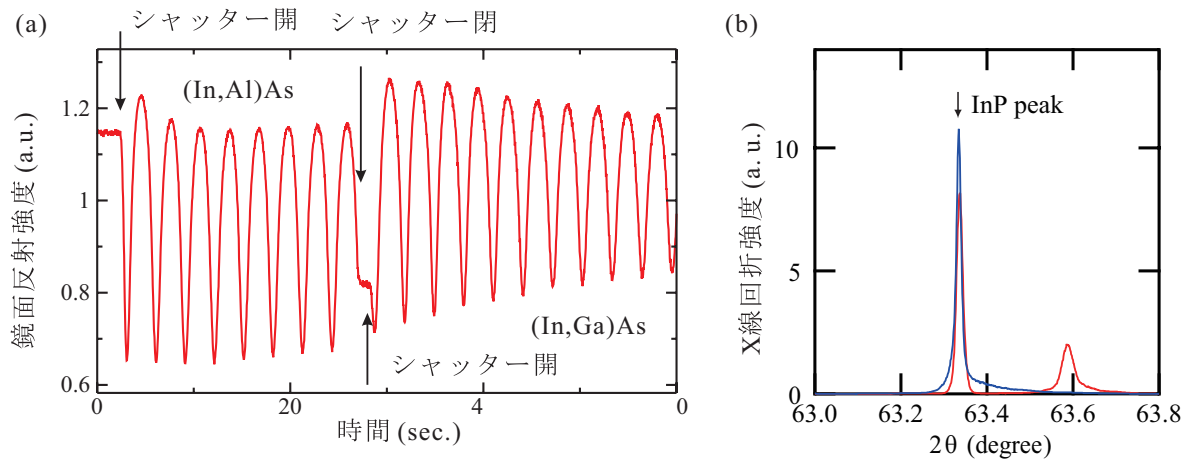 (a)
シャッター開
シャッター閉
(In,Al)As
(In,Ga)As
シャッター開
鏡面反射強度 (a.u.)
1.2
1
0.8
0.6
0
20
4
0
時間 (sec.)
(b)
InP peak
X線回折強度 (a. u.)
10
5
0
63.0
63.2
63.4
63.6
63.8
2θ (degree)